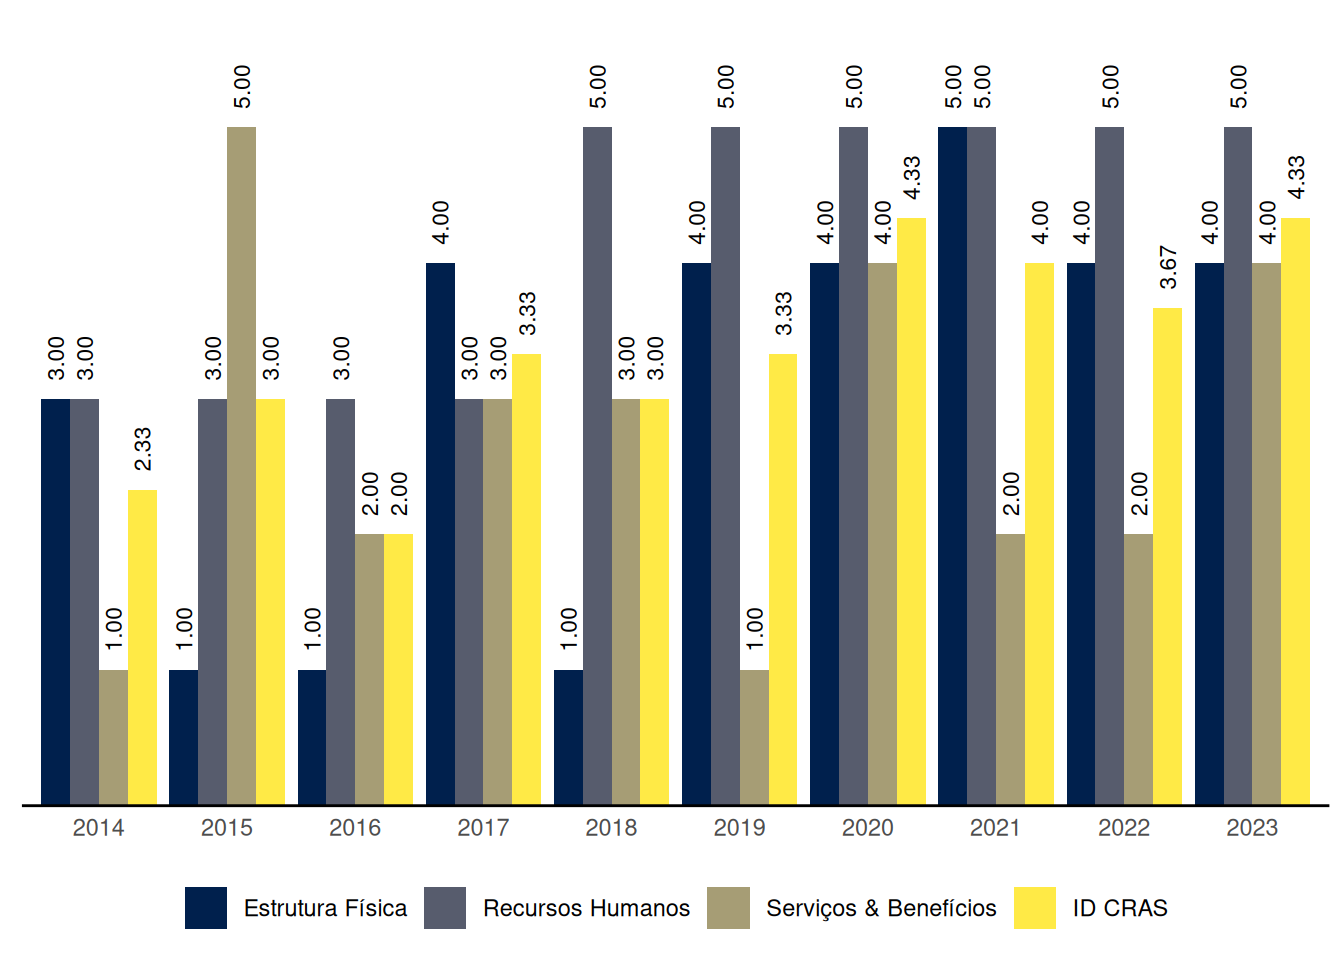 3.00 3.00 1.00 2.33
1.00 3.00 5.00 3.00
1.00 3.00 2.00 2.00
4.00 3.00 3.00 3.33
1.00 5.00 3.00 3.00
4.00 5.00 1.00 3.33
4.00 5.00 4.00 4.33
5.00 5.00 2.00 4.00
4.00 5.00 2.00 3.67
4.00 5.00 4.00 4.33
2014 2015 2016 2017 2018 2019 2020 2021 2022 2023
Estrutura Física Recursos Humanos Serviços & Benefícios ID CRAS